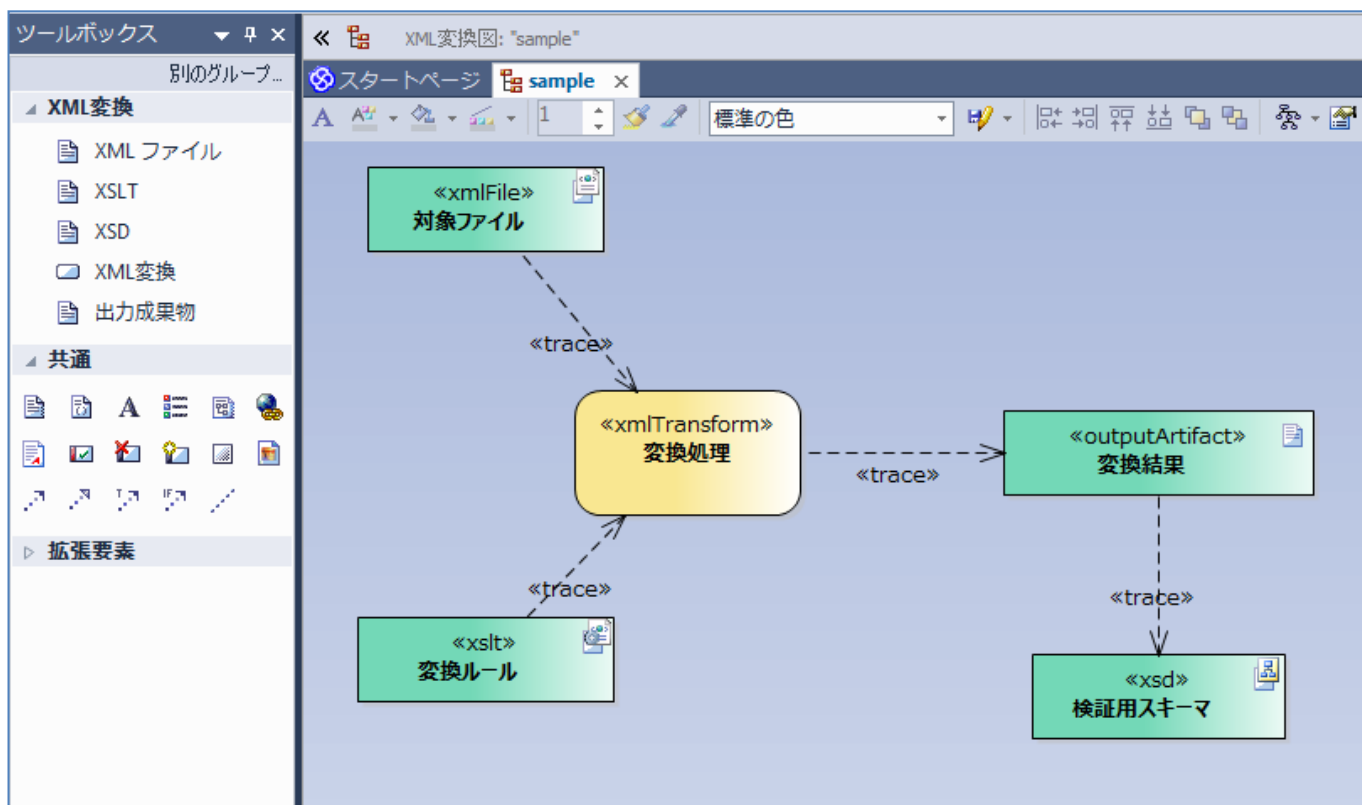 ツールボックス
別のグループ...
XML変換
XML ファイル
XSLT
XSD
XML変換
出力成果物
共通
拡張要素
XML変換図: "sample"
スタートページ
sample
1
標準の色
«xmlFile»
対象ファイル
«trace»
«xmlTransform»
変換処理
«trace»
«outputArtifact»
変換結果
«trace»
«xslt»
変換ルール
«trace»
«xsd»
検証用スキーマ